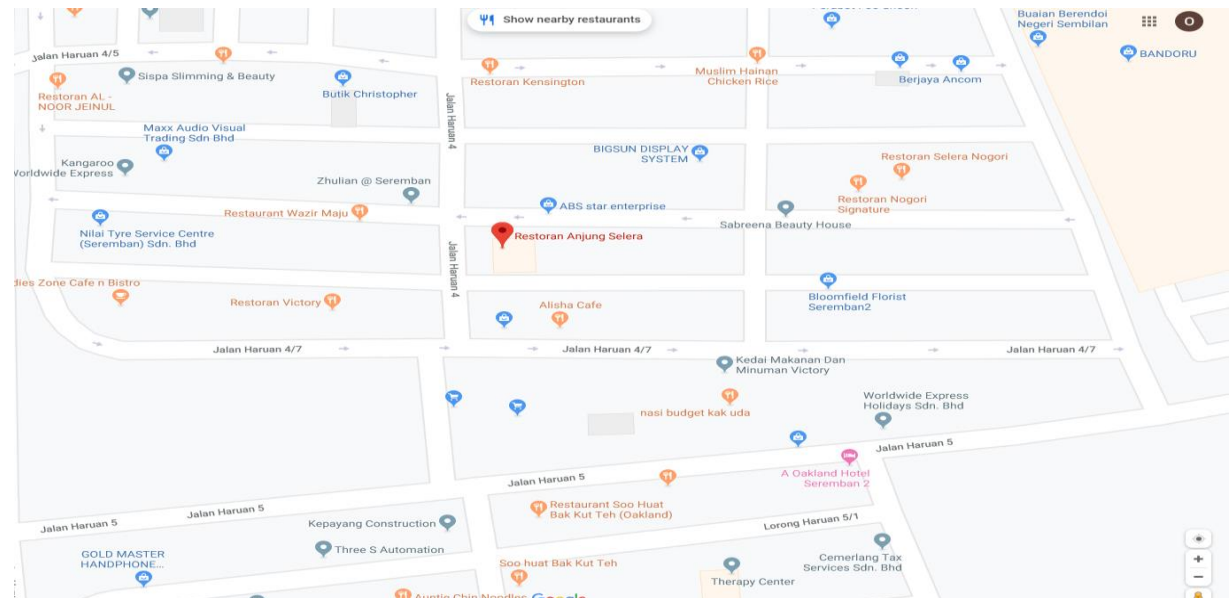 Show nearby restaurants
O
Buaian Berendoi
Negeri Sembilan
BANDORU
Jalan Haruan 4/5
Sispa Slimming & Beauty
Restoran AL -
NOOR JEINUL
Butik Christopher
Restoran Kensington
Muslim Hainan
Chicken Rice
Berjaya Ancom
Jalan Haruan 4
Maxx Audio Visual
Trading Sdn Bhd
Kangaroo
Worldwide Express
BIGSUN DISPLAY
SYSTEM
Restoran Selera Nogori
Zhulian @ Seremban
Restoran Nogori
Signature
Restaurant Wazir Maju
ABS star enterprise
Sabreena Beauty House
Nilai Tyre Service Centre
(Seremban) Sdn. Bhd
Restoran Anjung Selera
Jalan Haruan 4
dies Zone Cafe n Bistro
Restoran Victory
Alisha Cafe
Bloomfield Florist
Seremban2
Jalan Haruan 4/7
Jalan Haruan 4/7
Jalan Haruan 4/7
Kedai Makanan Dan
Minuman Victory
nasi budget kak uda
Worldwide Express
Holidays Sdn. Bhd
Jalan Haruan 5
A Oakland Hotel
Seremban 2
Jalan Haruan 5
Restaurant Soo Huat
Bak Kut Teh (Oakland)
Jalan Haruan 5
Jalan Haruan 5
Kepayang Construction
Lorong Haruan 5/1
Three S Automation
GOLD MASTER
HANDPHONE...
Soo huat Bak Kut Teh
Therapy Center
Cemerlang Tax
Services Sdn. Bhd
Auntie Chin Noodles
Google